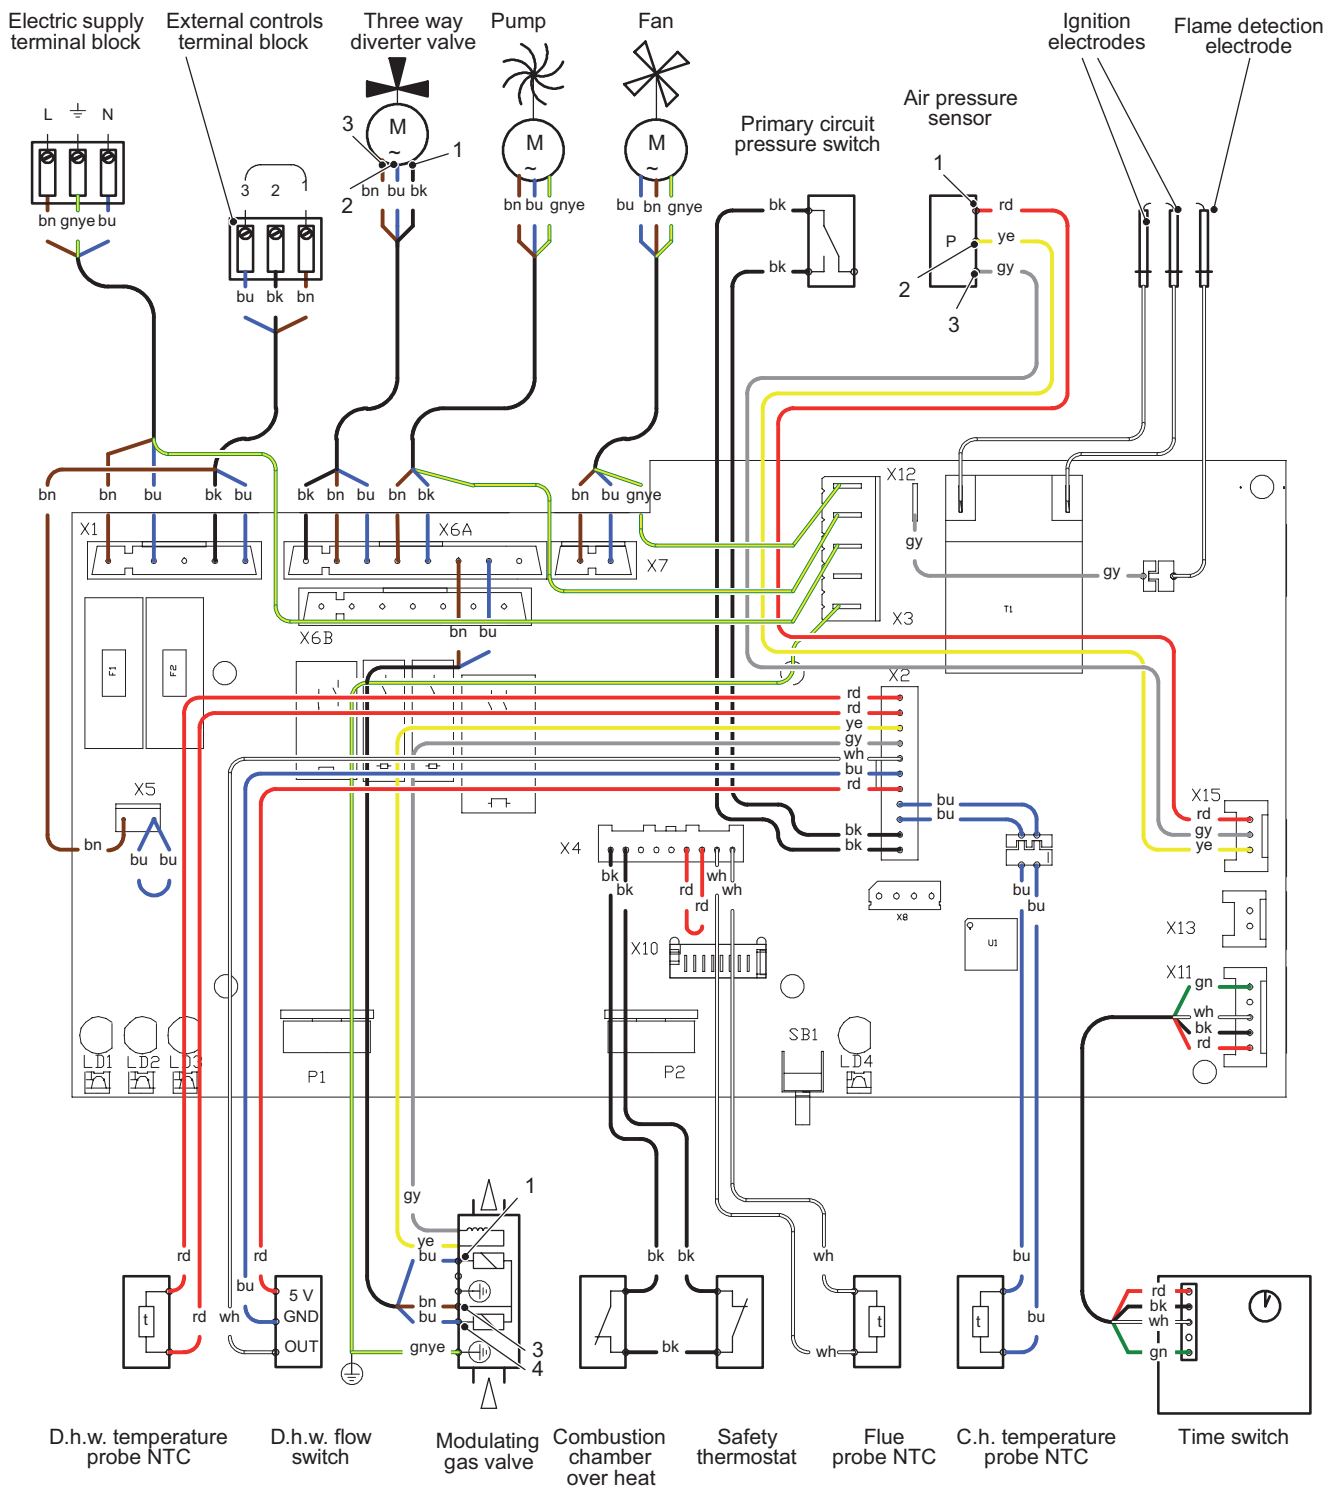 Electric supply
terminal block
External controls
terminal block
Three way
diverter valve
Pump
Fan
Ignition
electrodes
Flame detection
electrode
Air pressure
sensor
Primary circuit
pressure switch
L N
M ~
3 1 2
bn bu bk
M ~
bn bu gnye
M ~
bu bn gnye
bn gnye bu
3 2 1
bu bk bn
bk
bk
P
1
2
3
rd
ye
gy
bn bn bu bk bu
bk bn bu bn bk
bn bu gnye
X1
X6A
X7
X6B
bn bu
X12
gy
gy
X3
T1
F1 F2
X2
rd
rd
ye
gy
wh
bu
rd
bk
bk
bu
bu
bu
bu
X5
bn
bu bu
X4
bk
bk
rd
rd
wh
wh
X10
X8
U1
X15
rd
gy
ye
X13
X11
gn
wh
bk
rd
LD1 LD2 LD3
P1
P2
SB1
LD4
rd
rd
t
rd
bu
wh
5 V
GND
OUT
gy
ye
bu
bn
bu
gnye
1
3
4
bk bk
bk
wh
wh
t
bu
bu
t
rd
bk
wh
gn
D.h.w. temperature
probe NTC
D.h.w. flow
switch
Modulating
gas valve
Combustion
chamber
over heat
Safety
thermostat
Flue
probe NTC
C.h. temperature
probe NTC
Time switch